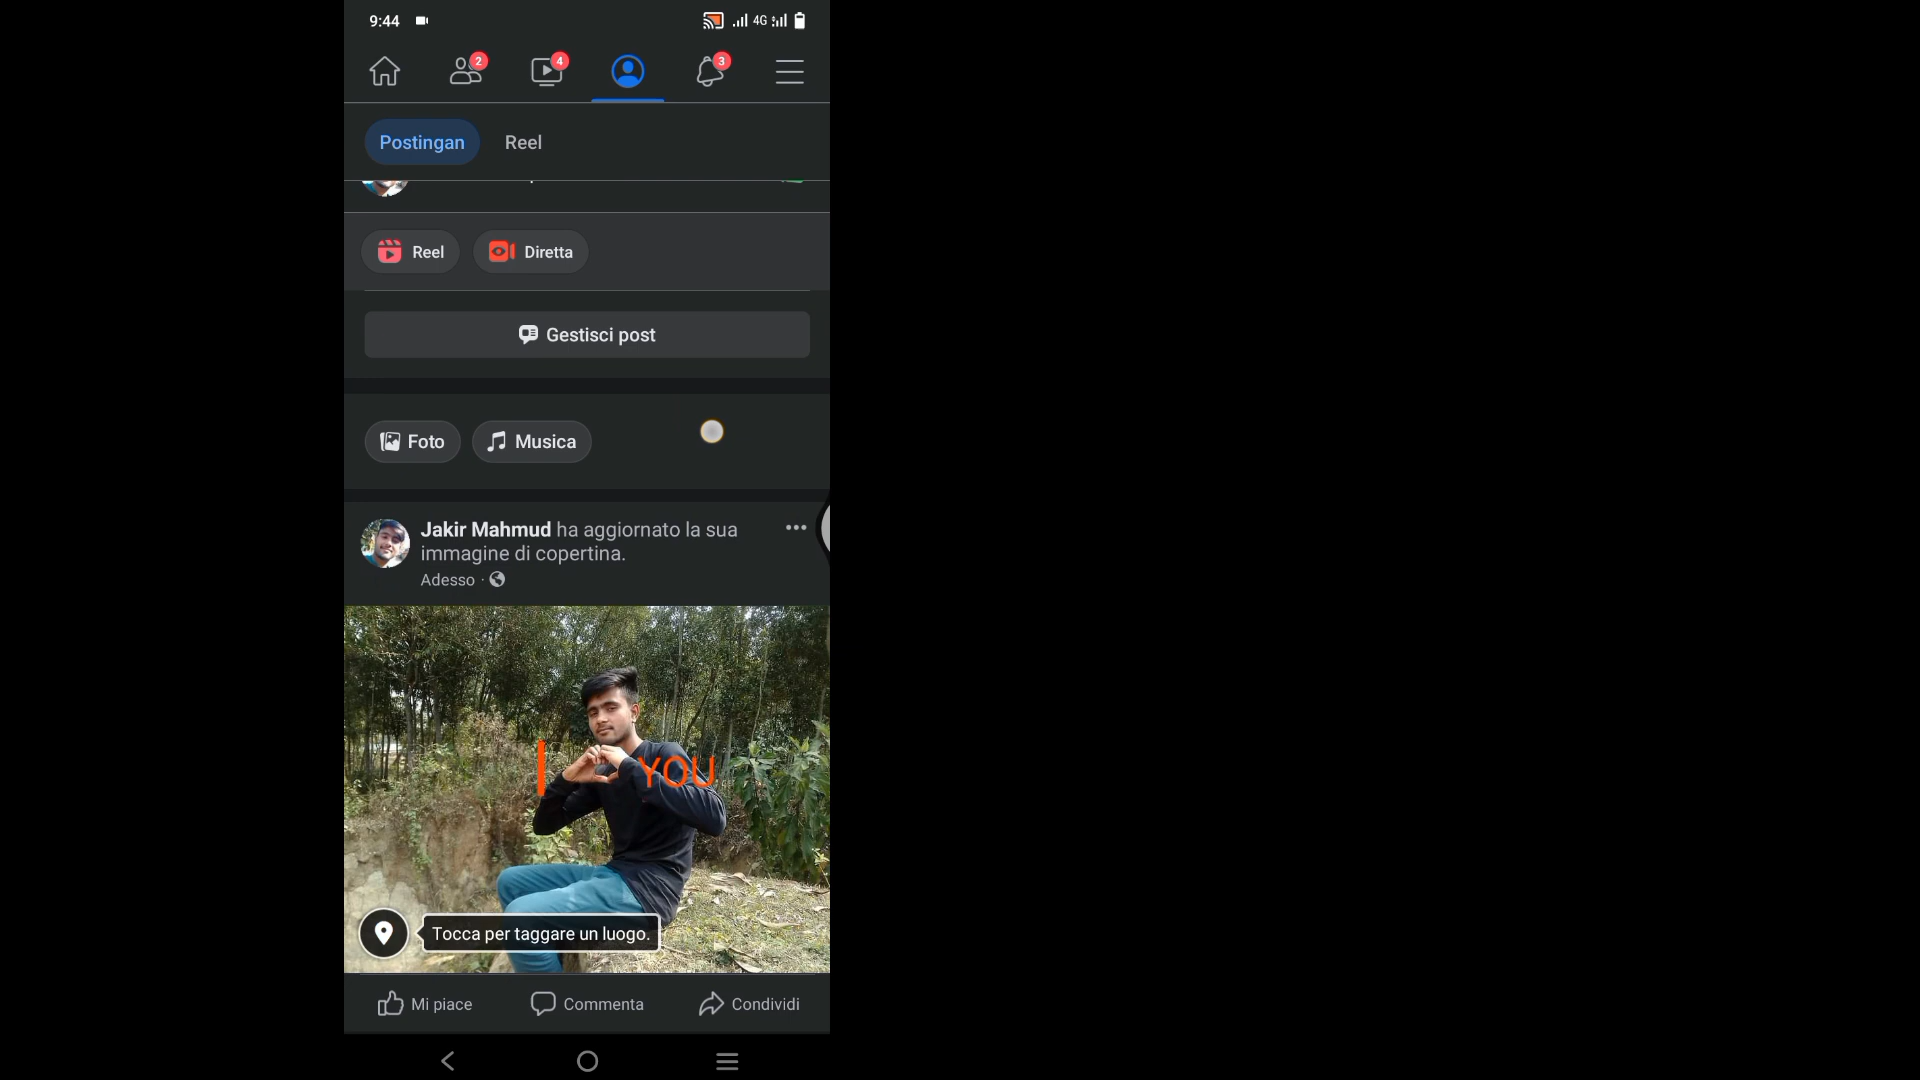 9:44
4G
2
4
3
Postingan
Reel
Reel
Diretta
Gestisci post
Foto
Musica
Jakir Mahmud ha aggiornato la sua
immagine di copertina.
Adesso ·
I YOU
Tocca per taggare un luogo.
Mi piace
Commenta
Condividi